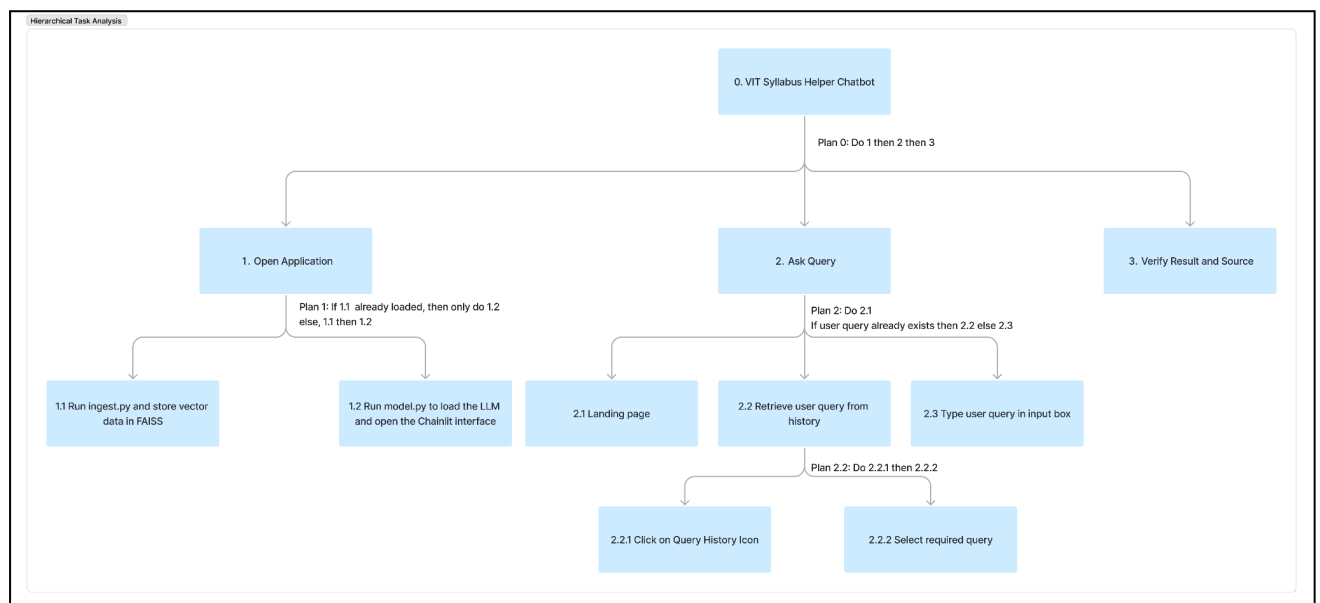 Hierarchical Task Analysis
0. VIT Syllabus Helper Chatbot
Plan 0: Do 1 then 2 then 3
1. Open Application
2. Ask Query
3. Verify Result and Source
Plan 1: If 1.1 already loaded, then only do 1.2
else, 1.1 then 1.2
Plan 2: Do 2.1
If user query already exists then 2.2 else 2.3
1.1 Run ingest.py and store vector
data in FAISS
1.2 Run model.py to load the LLM
and open the Chainlit interface
2.1 Landing page
2.2 Retrieve user query from
history
2.3 Type user query in input box
Plan 2.2: Do 2.2.1 then 2.2.2
2.2.1 Click on Query History Icon
2.2.2 Select required query